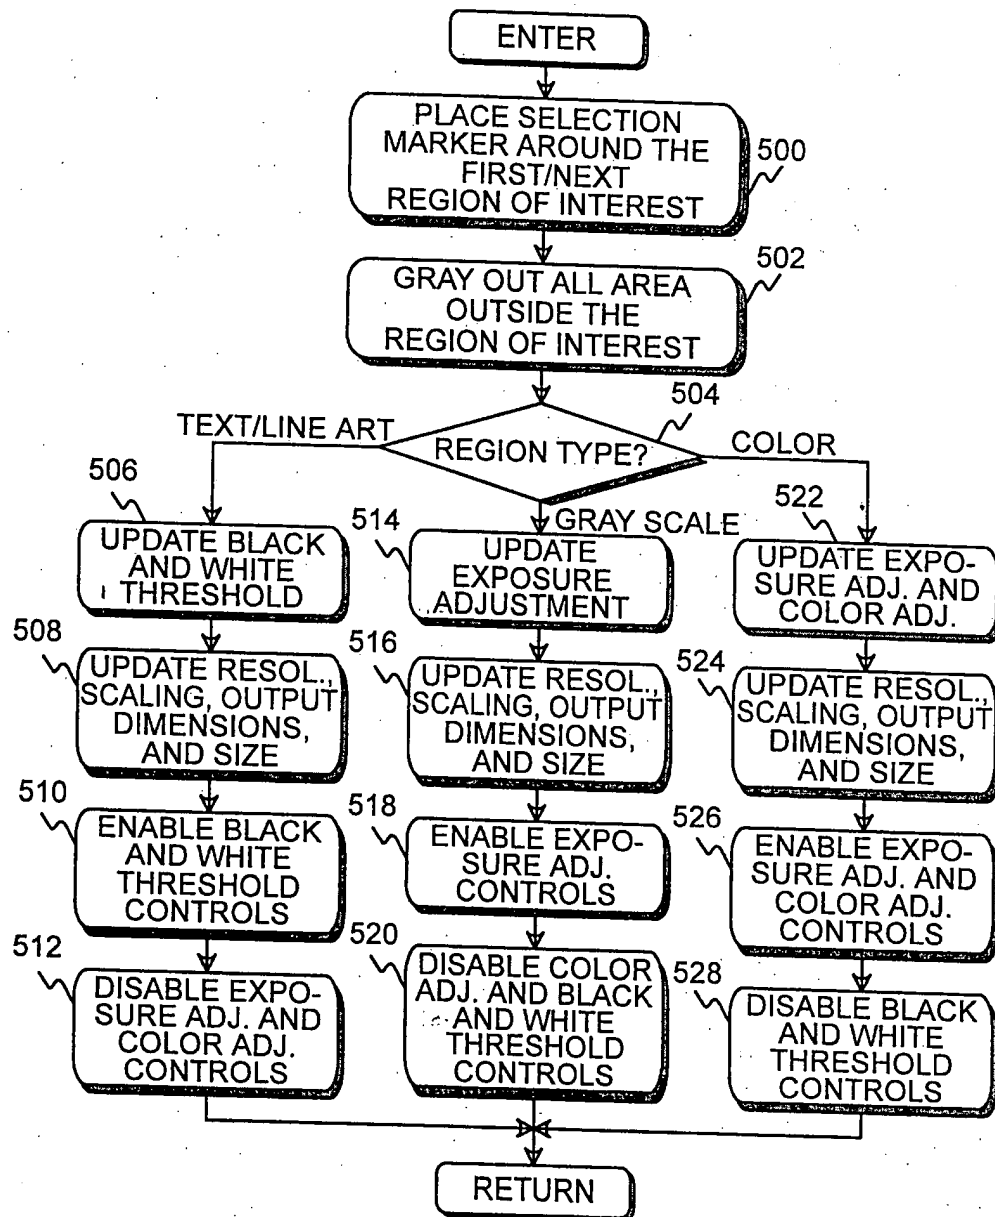 ENTER
PLACE SELECTION
MARKER AROUND THE
FIRST/NEXT
REGION OF INTEREST
500
GRAY OUT ALL AREA
OUTSIDE THE
REGION OF INTEREST
502
REGION TYPE?
504
TEXT/LINE ART
GRAY SCALE
COLOR
506
UPDATE BLACK
AND WHITE
THRESHOLD
508
UPDATE RESOL.,
SCALING, OUTPUT
DIMENSIONS,
AND SIZE
510
ENABLE BLACK
AND WHITE
THRESHOLD
CONTROLS
512
DISABLE EXPO-
SURE ADJ. AND
COLOR ADJ.
CONTROLS
514
UPDATE
EXPOSURE
ADJUSTMENT
516
UPDATE RESOL.,
SCALING, OUTPUT
DIMENSIONS,
AND SIZE
518
ENABLE EXPO-
SURE ADJ.
CONTROLS
520
DISABLE COLOR
ADJ. AND BLACK
AND WHITE
THRESHOLD
CONTROLS
522
UPDATE EXPO-
SURE ADJ. AND
COLOR ADJ.
524
UPDATE RESOL.,
SCALING, OUTPUT
DIMENSIONS,
AND SIZE
526
ENABLE EXPO-
SURE ADJ. AND
COLOR ADJ.
CONTROLS
528
DISABLE BLACK
AND WHITE
THRESHOLD
CONTROLS
RETURN